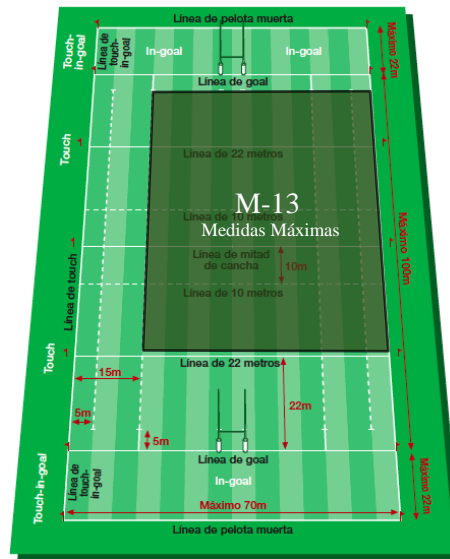 Línea de pelota muerta
Touch-
in-goal
Línea de
touch-
in-goal
In-goal
In-goal
Máximo 22m
Línea de goal
Touch
Línea de 22 metros
M-13
Línea de 10 metros
Medidas Máximas
Línea de mitad
de cancha
10m
Máximo 100m
Línea de touch
Línea de 10 metros
Touch
Línea de 22 metros
15m
22m
5m
5m
Línea de goal
Touch-in-goal
Línea de
touch-
in-goal
In-goal
Máximo 22m
Máximo 70m
Línea de pelota muerta